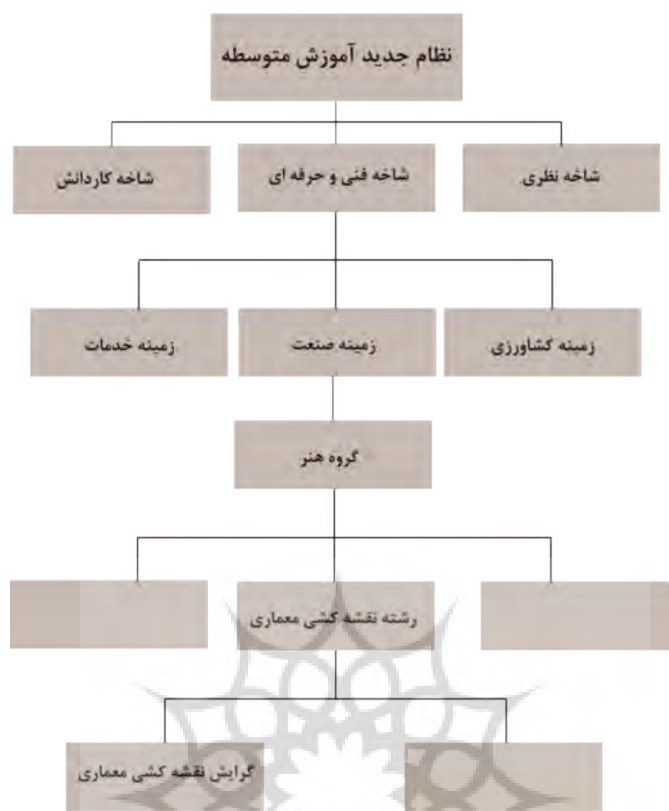 نظام جدید آموزش متوسطه
شاخه نظری
شاخه فنی و حرفه ای
شاخه کاردانش
زمینه کشاورزی
زمینه صنعت
زمینه خدمات
گروه هنر
رشته نقشه کشی معماری
گرایش نقشه کشی معماری